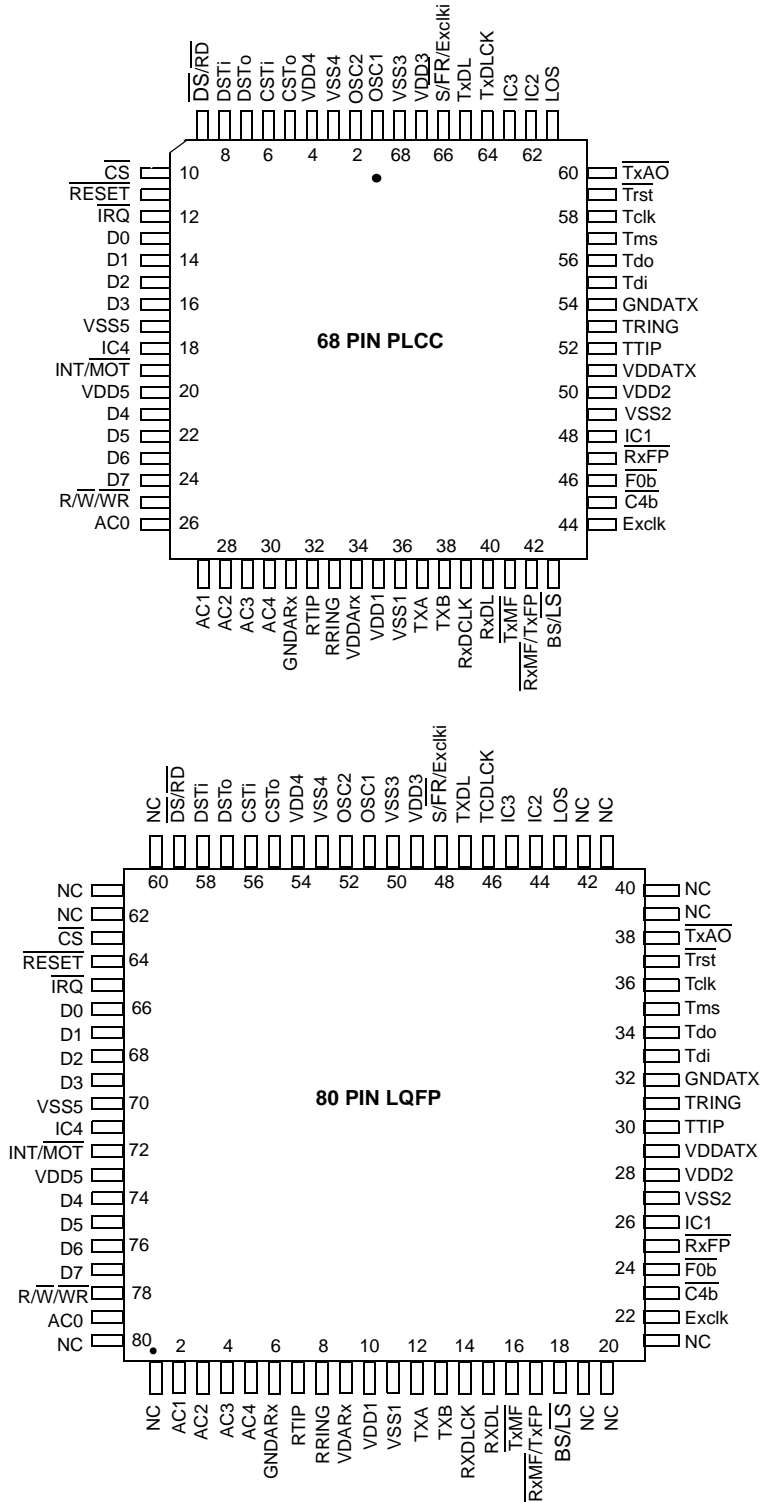 DS/RD DSTi DSTo CSTi CSTo VDD4 VSS4 OSC2 OSC1 VSS3 VDD3 S/FR/Exclki TxDL TxDLCK IC3 IC2 LOS
8 6 4 2 68 66 64 62
CS 10 60 TxAO
RESET Trst
IRQ 12 58 Tclk
D0 Tms
D1 14 56 Tdo
D2 Tdi
D3 16 54 GNDATX
VSS5 TRING
IC4 18 52 TTIP
INT/MOT VDDATX
VDD5 20 50 VDD2
D4 VSS2
D5 22 48 IC1
D6 RxFP
D7 24 46 F0b
R/W/WR C4b
AC0 26 44 Exclk
68 PIN PLCC
28 30 32 34 36 38 40 42
AC1 AC2 AC3 AC4 GNDARx RTIP RRING VDDArx VDD1 VSS1 TXA TXB RxDCLK RxDL TxMF RxMF/TxFP BS/LS
NC DS/RD DSTi DSTo CSTi CSTo VDD4 VSS4 OSC2 OSC1 VSS3 VDD3 S/FR/Exclki TXDL TCDLCK IC3 IC2 LOS NC NC
60 58 56 54 52 50 48 46 44 42
NC 40 NC
NC 62 NC
CS 38 TxAO
RESET 64 Trst
IRQ 36 Tclk
D0 66 Tms
D1 34 Tdo
D2 68 Tdi
D3 32 GNDATX
VSS5 70 TRING
IC4 30 TTIP
INT/MOT 72 VDDATX
VDD5 28 VDD2
D4 74 VSS2
D5 26 IC1
D6 76 RxFP
D7 24 F0b
R/W/WR 78 C4b
AC0 22 Exclk
NC 80 NC
80 PIN LQFP
2 4 6 8 10 12 14 16 18 20
NC AC1 AC2 AC3 AC4 GNDARx RTIP RRING VDARx VDD1 VSS1 TXA TXB RXDLCK RXDL TxMF RxMF/TxFP BS/LS NC NC